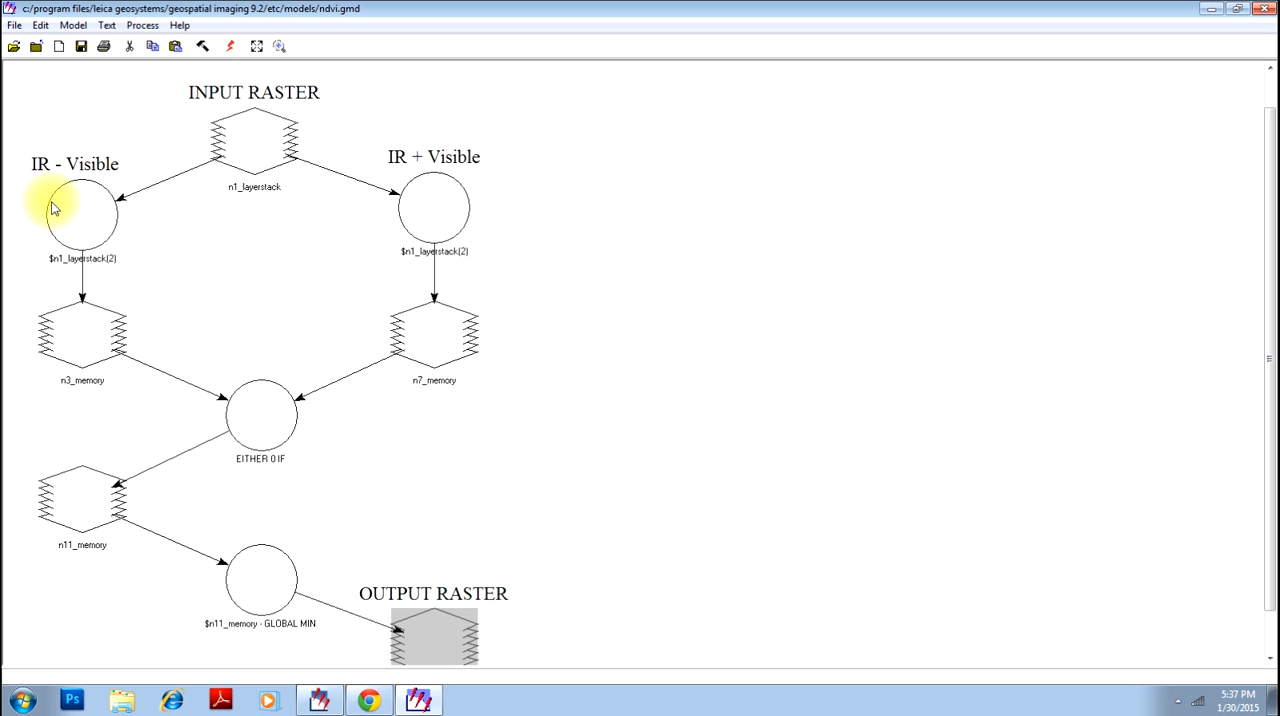 c:/program files/leica geosystems/geospatial imaging 9.2/etc/models/ndvi.gmd
File Edit Model Text Process Help
INPUT RASTER
IR - Visible
IR + Visible
n1_layerstack
$n1_layerstack(2)
$n1_layerstack(2)
n3_memory
n7_memory
EITHER 0 IF
n11_memory
OUTPUT RASTER
$n11_memory - GLOBAL MIN
Ps
5:37 PM
1/30/2015